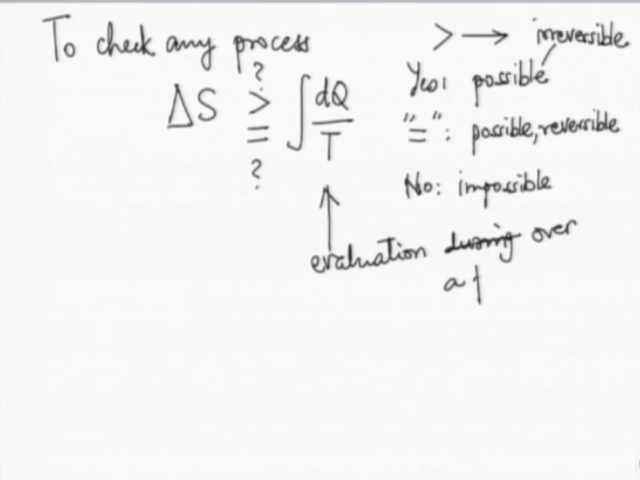 To check any process
> → irreversible
?
ΔS ≥ ∫ dQ/T
?
Yes: possible
"=": possible, reversible
No: impossible
evaluation during over
a